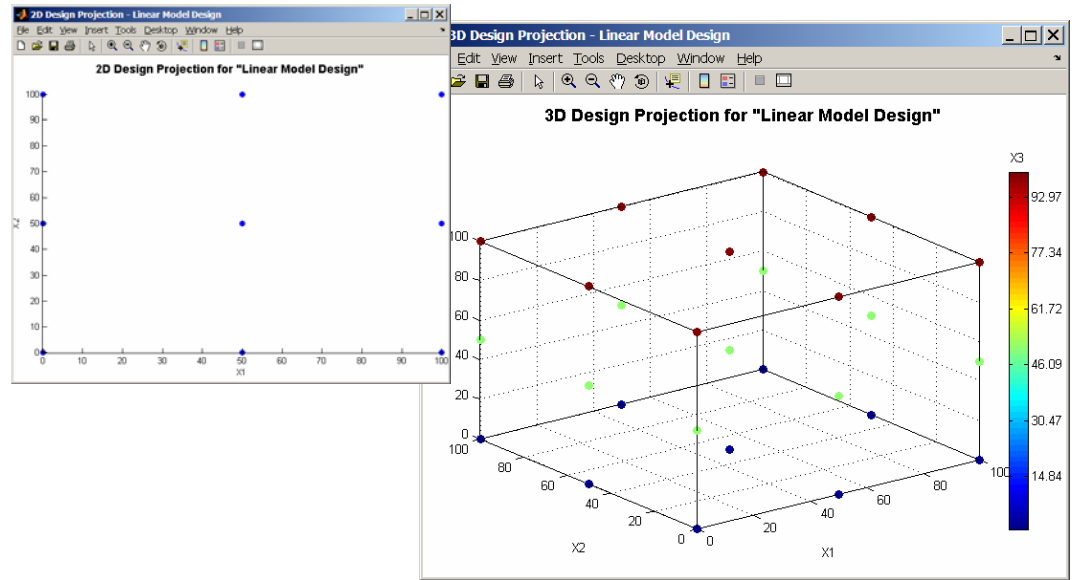 2D Design Projection - Linear Model Design
File Edit View Insert Tools Desktop Window Help
2D Design Projection for "Linear Model Design"
100
90
80
70
60
50
40
30
20
10
0
X2
0 10 20 30 40 50 60 70 80 90 100
X1
3D Design Projection - Linear Model Design
Edit View Insert Tools Desktop Window Help
3D Design Projection for "Linear Model Design"
X3
92.97
77.34
61.72
46.09
30.47
14.84
100
80
60
40
20
0
100
80
60
40
20
0
X2
0
20
40
60
80
100
X1